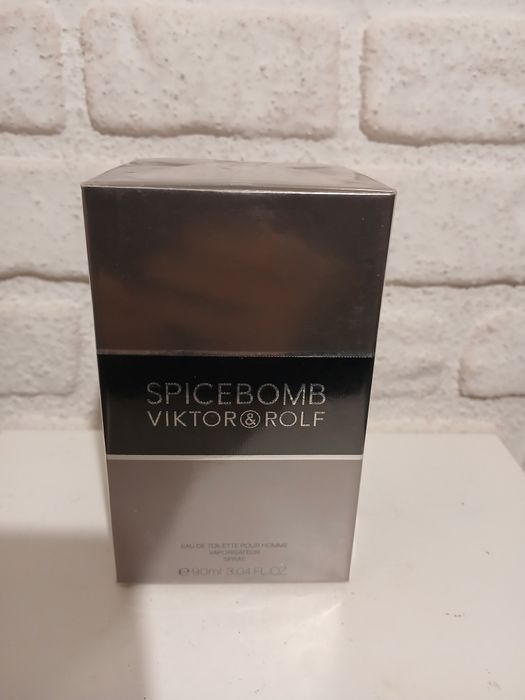 SPICEBOMB
VIKTOR&ROLF
EAU DE TOILETTE POUR HOMME
VAPORISATEUR
SPRAY
℮ 90ml 3.04 FL.OZ